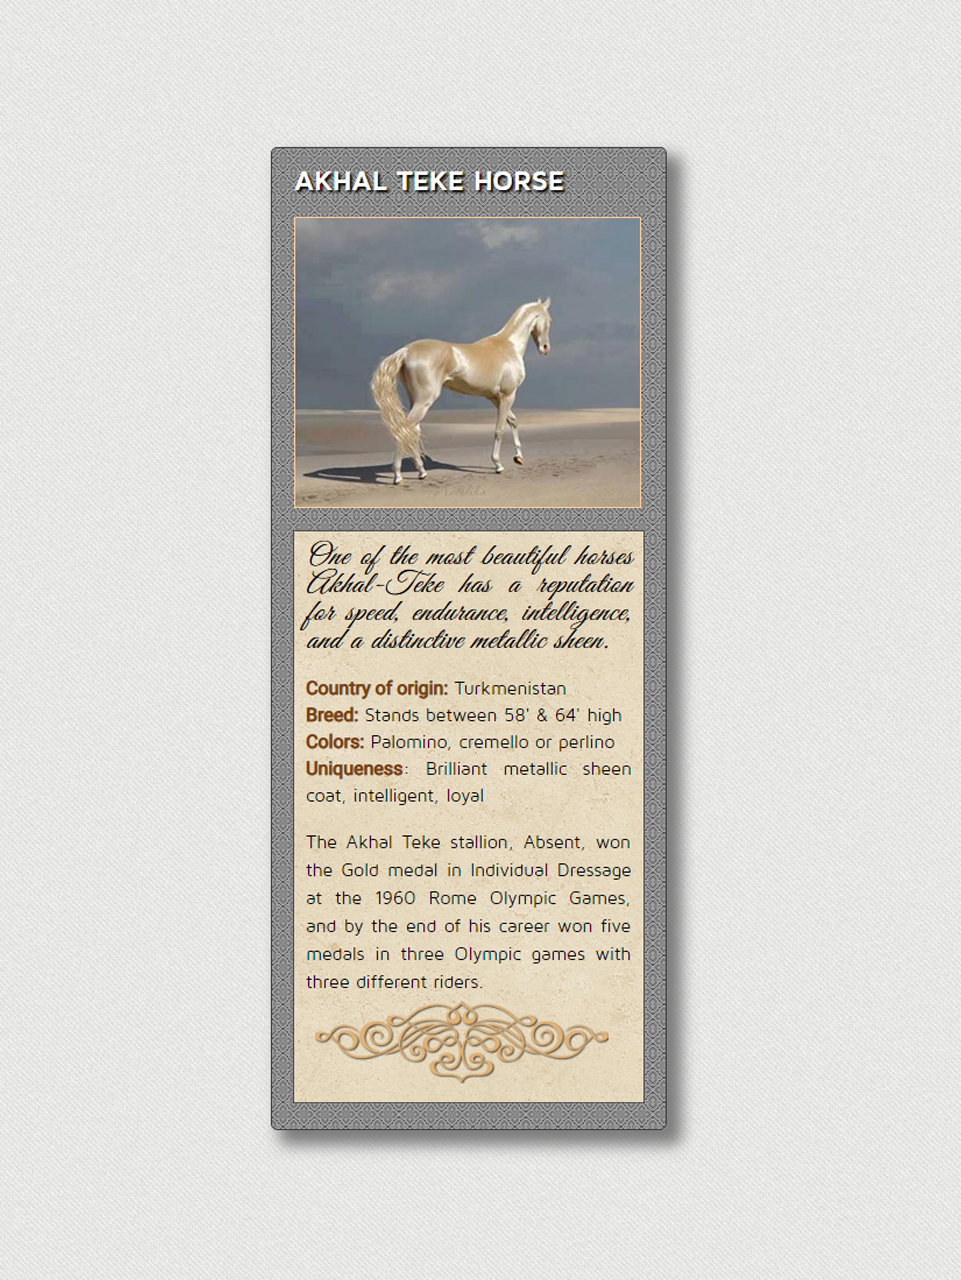 AKHAL TEKE HORSE
One of the most beautiful horses
Akhal-Teke has a reputation
for speed, endurance, intelligence,
and a distinctive metallic sheen.
Country of origin: Turkmenistan
Breed: Stands between 58' & 64' high
Colors: Palomino, cremello or perlino
Uniqueness: Brilliant metallic sheen
coat, intelligent, loyal
The Akhal Teke stallion, Absent, won
the Gold medal in Individual Dressage
at the 1960 Rome Olympic Games,
and by the end of his career won five
medals in three Olympic games with
three different riders.